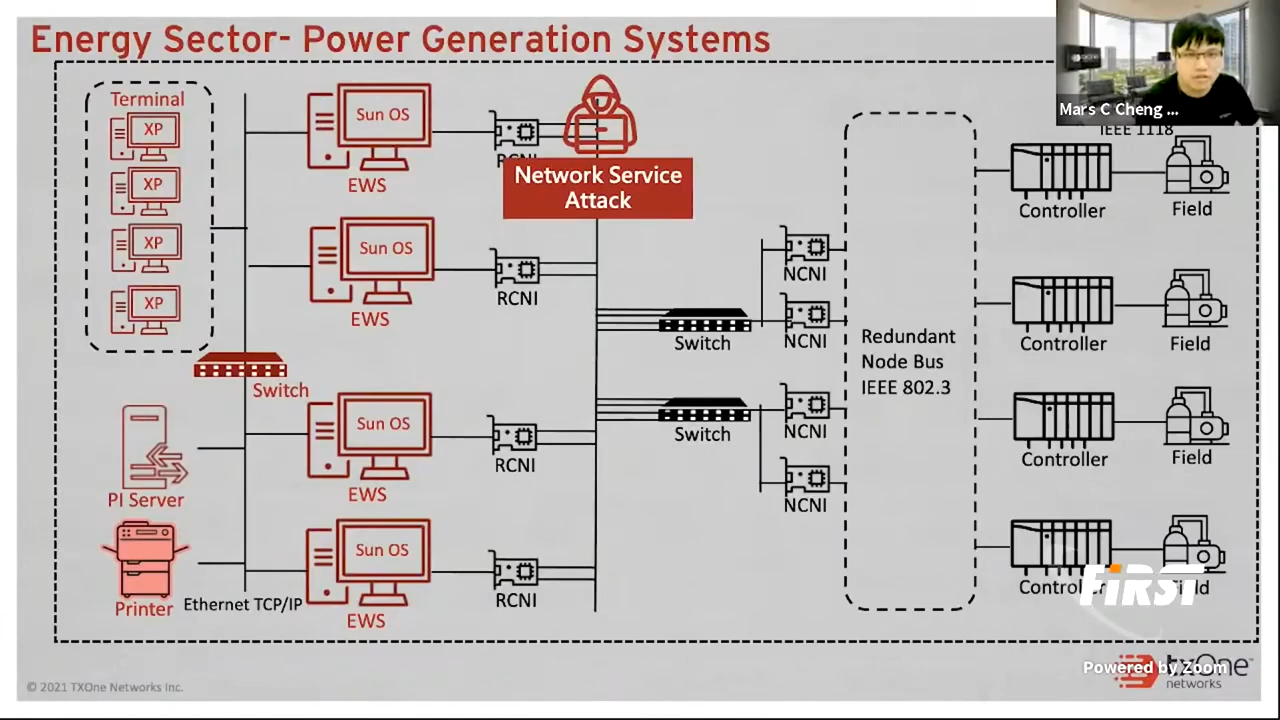 Energy Sector- Power Generation Systems
Mars C Cheng ...
IEEE 1118
Terminal
XP
XP
XP
XP
Switch
PI Server
Printer
Ethernet TCP/IP
Sun OS
EWS
Sun OS
EWS
Sun OS
EWS
Sun OS
EWS
RCNI
Network Service
Attack
RCNI
RCNI
RCNI
Switch
Switch
NCNI
NCNI
NCNI
NCNI
Redundant
Node Bus
IEEE 802.3
Controller
Field
Controller
Field
Controller
Field
Controller
Field
FiRST
Powered by Zoom
txOne
networks
© 2021 TXOne Networks Inc.